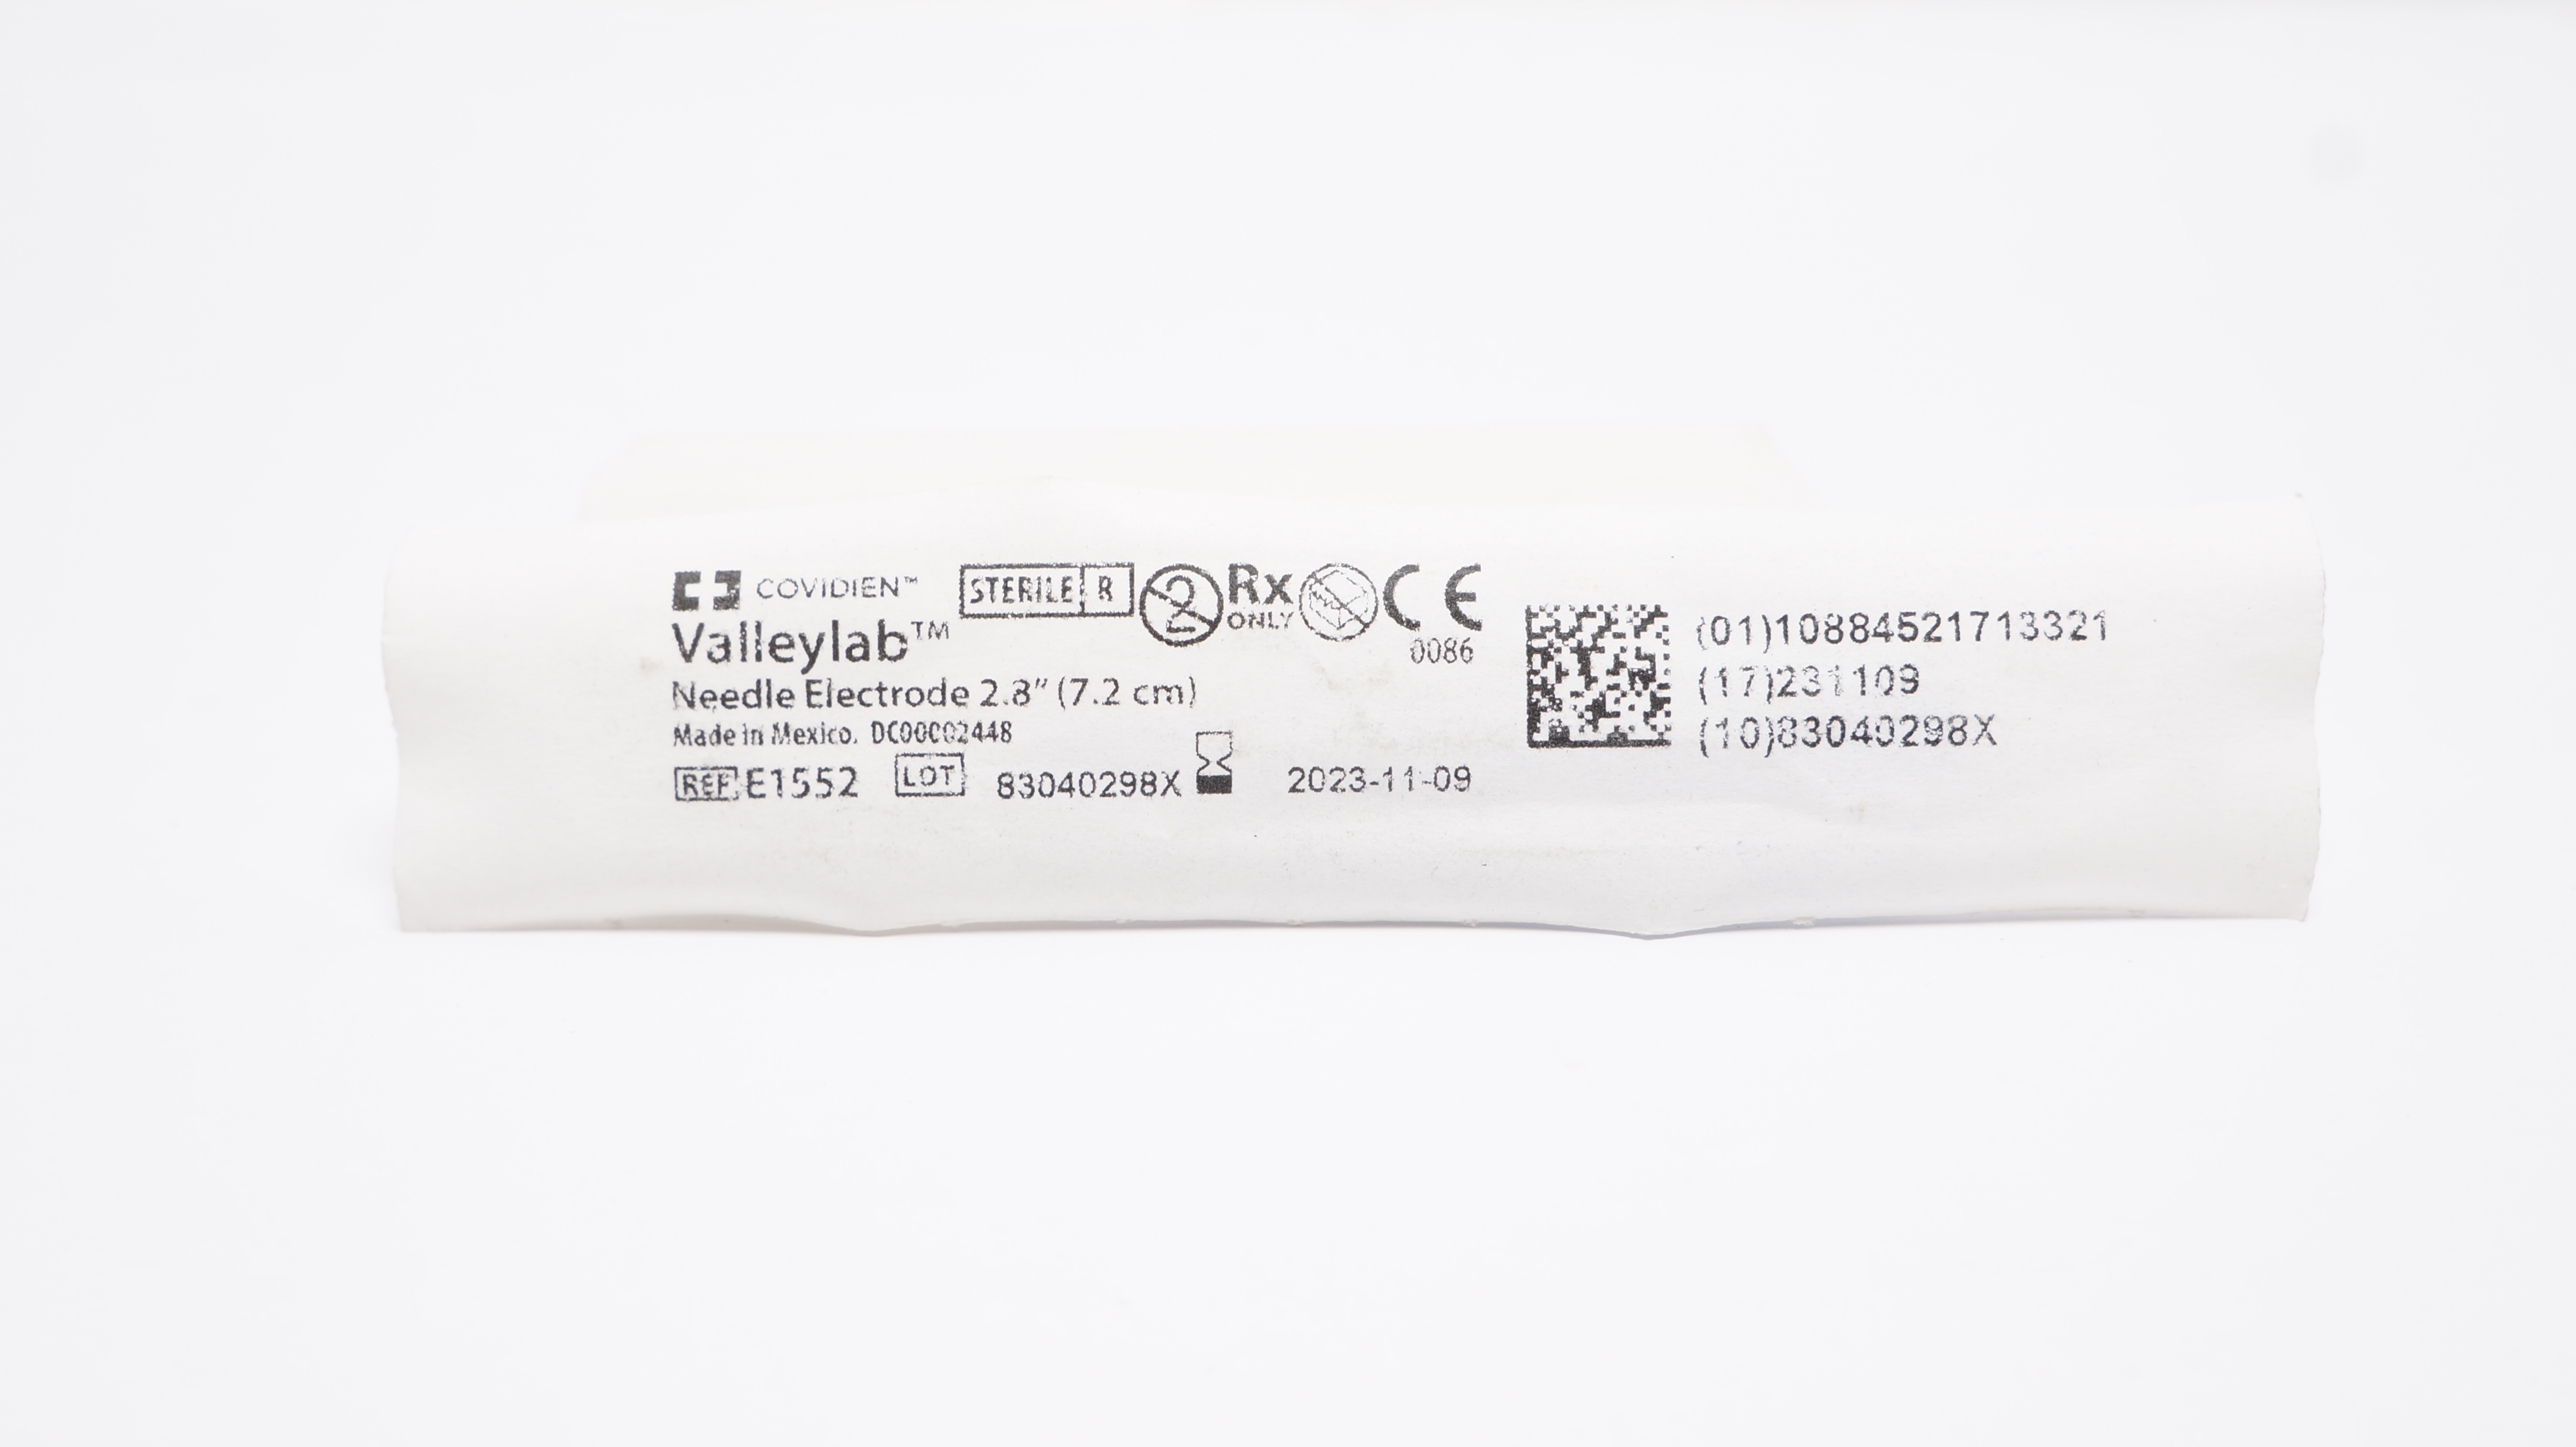 COVIDIEN™ STERILE R 2 Rx ONLY CE 0086
Valleylab™
Needle Electrode 2.8" (7.2 cm)
Made in Mexico. DC00002448
REF E1552 LOT 83040298X 2023-11-09
(01)10884521713321
(17)231109
(10)83040298X